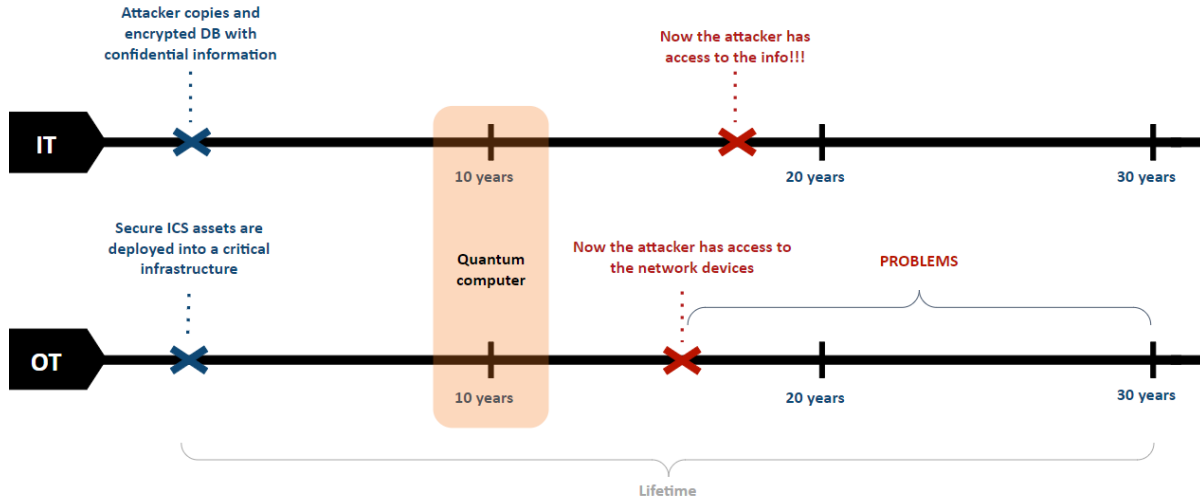 Attacker copies and
encrypted DB with
confidential information
Now the attacker has
access to the info!!!
IT
10 years
20 years
30 years
Secure ICS assets are
deployed into a critical
infrastructure
Quantum
computer
Now the attacker has access to
the network devices
PROBLEMS
OT
10 years
20 years
30 years
Lifetime